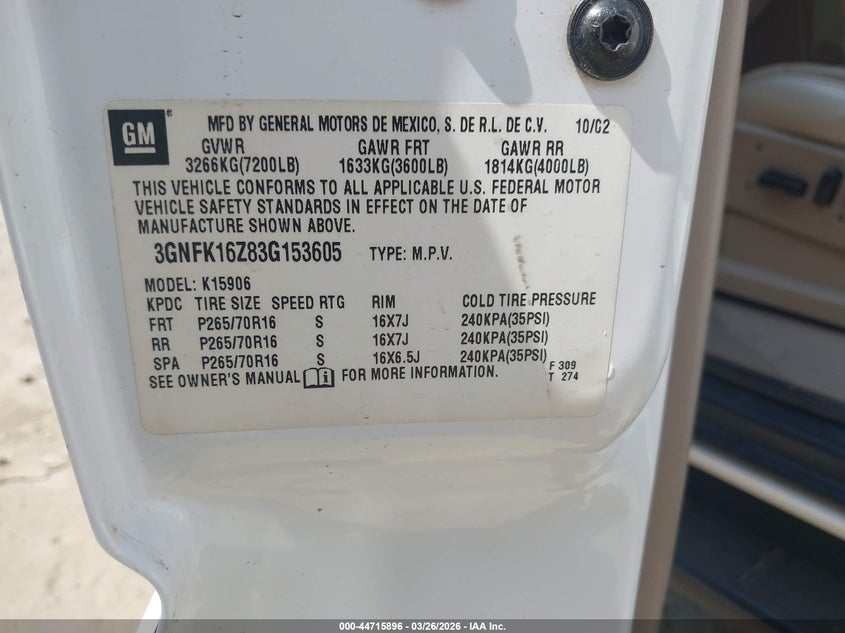 GM ®
MFD BY GENERAL MOTORS DE MEXICO, S. DE R.L. DE C.V. 10/02
GVWR GAWR FRT GAWR RR
3266KG(7200LB) 1633KG(3600LB) 1814KG(4000LB)
THIS VEHICLE CONFORMS TO ALL APPLICABLE U.S. FEDERAL MOTOR
VEHICLE SAFETY STANDARDS IN EFFECT ON THE DATE OF
MANUFACTURE SHOWN ABOVE.
3GNFK16Z83G153605 TYPE: M.P.V.
MODEL: K15906
KPDC TIRE SIZE SPEED RTG RIM COLD TIRE PRESSURE
FRT P265/70R16 S 16X7J 240KPA(35PSI)
RR P265/70R16 S 16X7J 240KPA(35PSI)
SPA P265/70R16 S 16X6.5J 240KPA(35PSI)
SEE OWNER'S MANUAL i FOR MORE INFORMATION.
F 309
T 274
000-44715896 - 03/26/2026 - IAA Inc.